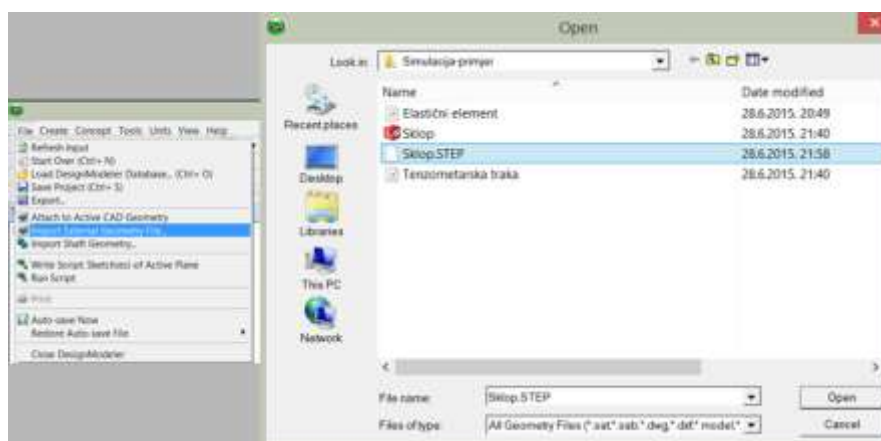 File Create Concept Tools Units View Help
Refresh Input
Start Over (Ctrl+ N)
Load DesignModeler Database... (Ctrl+ O)
Save Project (Ctrl+ S)
Export...
Attach to Active CAD Geometry
Import External Geometry File...
Import Shaft Geometry...
Write Script: Sketch(es) of Active Plane
Run Script
Print
Auto-save Now
Restore Auto-save File
Close DesignModeler
Open
Look in:
Simulacija-primjer
Name
Date modified
Elastični element
28.6.2015. 20:49
Sklop
28.6.2015. 21:40
Sklop.STEP
28.6.2015. 21:58
Tenzometarska traka
28.6.2015. 21:40
Recent places
Desktop
Libraries
This PC
Network
File name:
Sklop.STEP
Open
Files of type:
All Geometry Files (*.sat;*.sab;*.dwg;*.dxf;*.model;*
Cancel